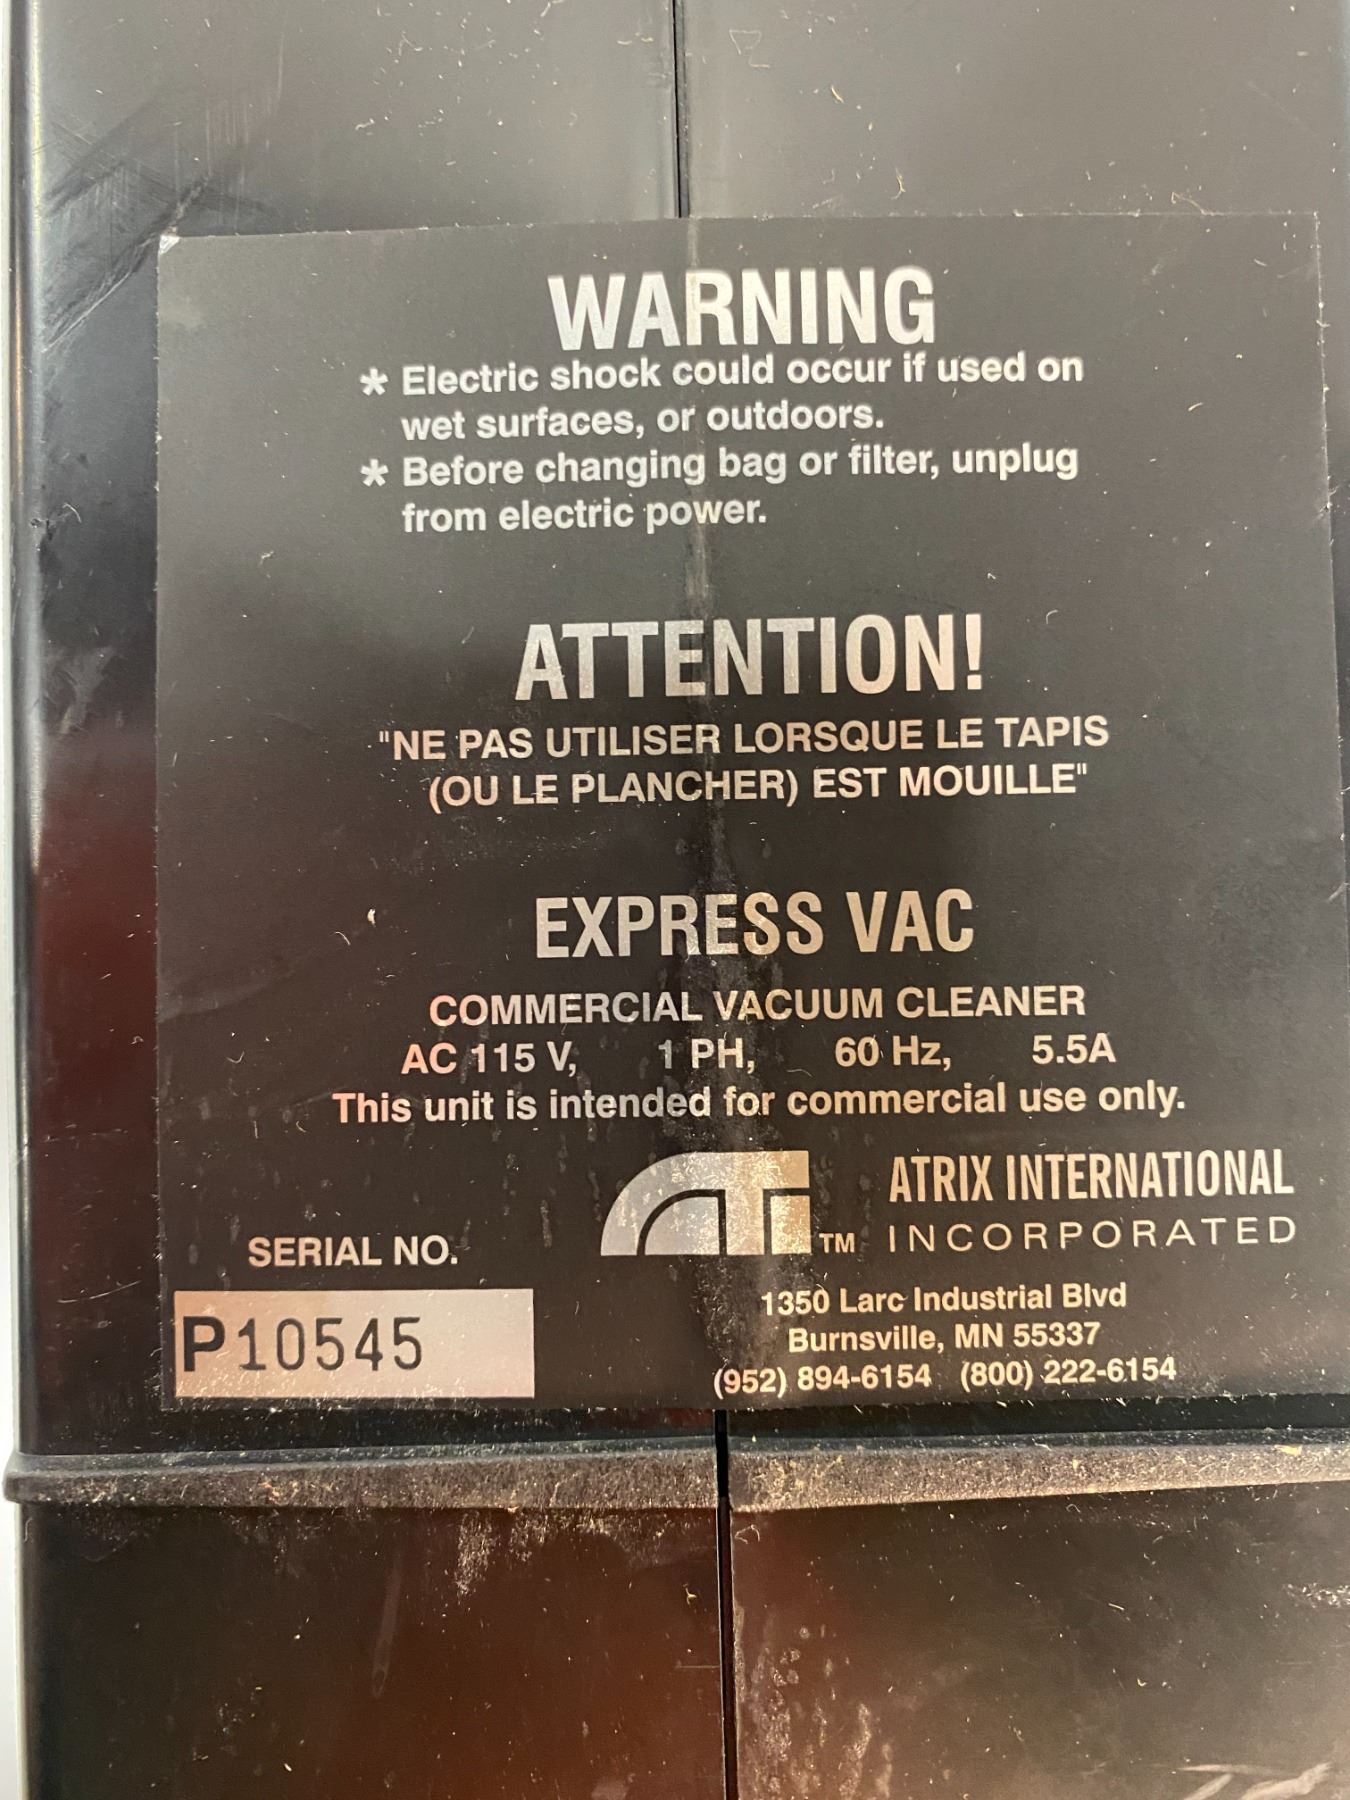 WARNING
* Electric shock could occur if used on
wet surfaces, or outdoors.
* Before changing bag or filter, unplug
from electric power.
ATTENTION!
"NE PAS UTILISER LORSQUE LE TAPIS
(OU LE PLANCHER) EST MOUILLE"
EXPRESS VAC
COMMERCIAL VACUUM CLEANER
AC 115 V, 1 PH, 60 Hz, 5.5A
This unit is intended for commercial use only.
ATI TM
ATRIX INTERNATIONAL
INCORPORATED
SERIAL NO.
P10545
1350 Larc Industrial Blvd
Burnsville, MN 55337
(952) 894-6154 (800) 222-6154